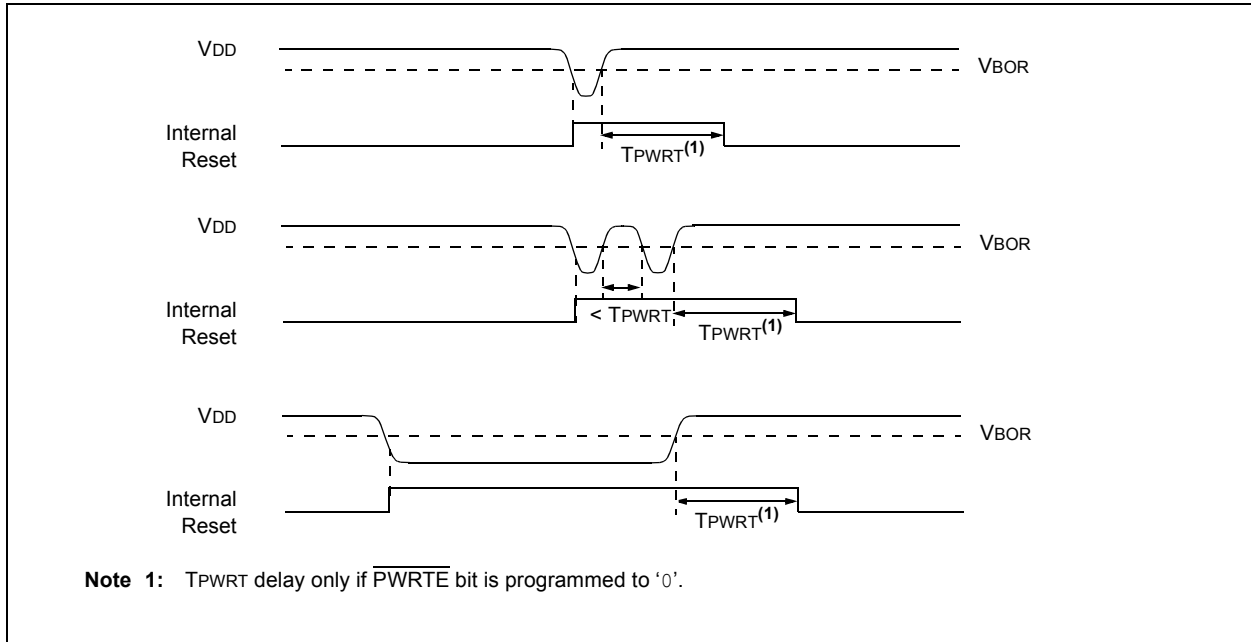 VDD
VBOR
Internal
Reset
TPWRT(1)
VDD
VBOR
Internal
Reset
< TPWRT
TPWRT(1)
VDD
VBOR
Internal
Reset
TPWRT(1)
Note 1: TPWRT delay only if PWRTE bit is programmed to ‘0’.